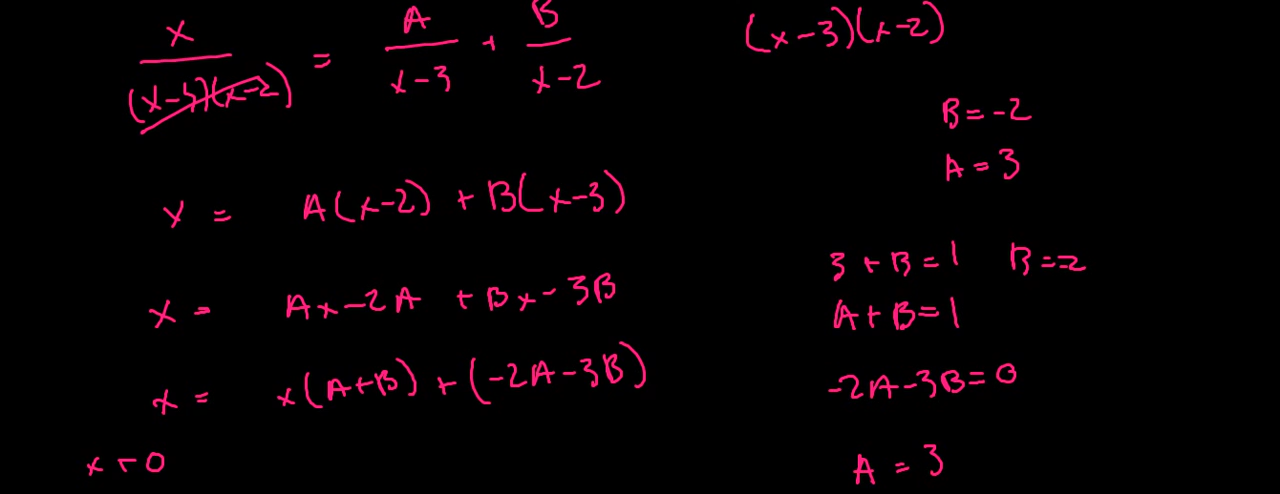 x/((x-3)(x-2)) = A/(x-3) + B/(x-2)
x = A(x-2) + B(x-3)
x = Ax-2A + Bx-3B
x = x(A+B) + (-2A-3B)
x + 0
(x-3)(x-2)
B = -2
A = 3
3 + B = 1 B = -2
A + B = 1
-2A-3B = 0
A = 3